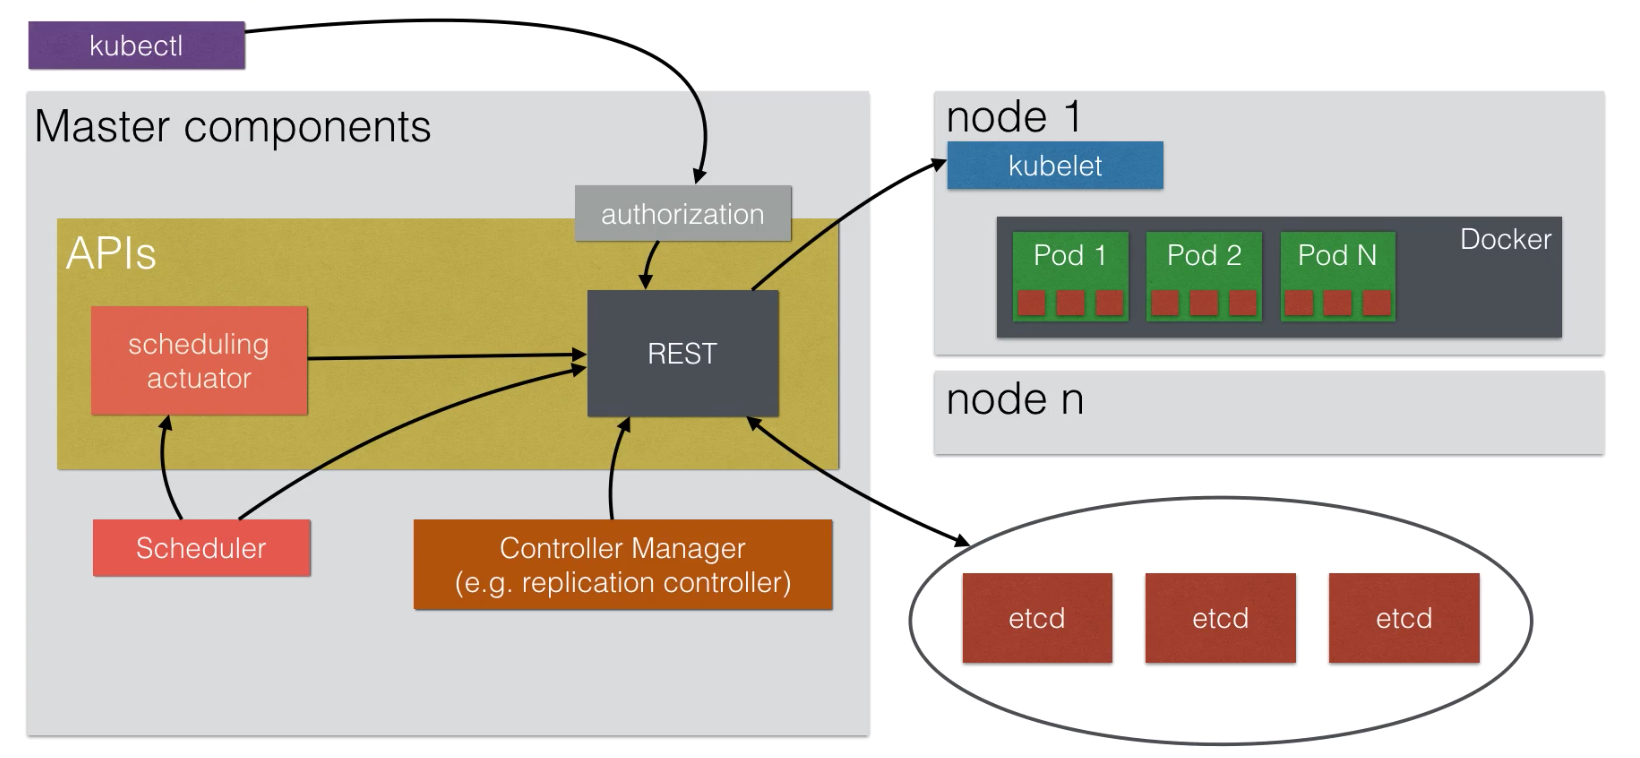 kubectl
Master components
authorization
APIs
scheduling
actuator
REST
Scheduler
Controller Manager
(e.g. replication controller)
node 1
kubelet
Docker
Pod 1
Pod 2
Pod N
node n
etcd
etcd
etcd